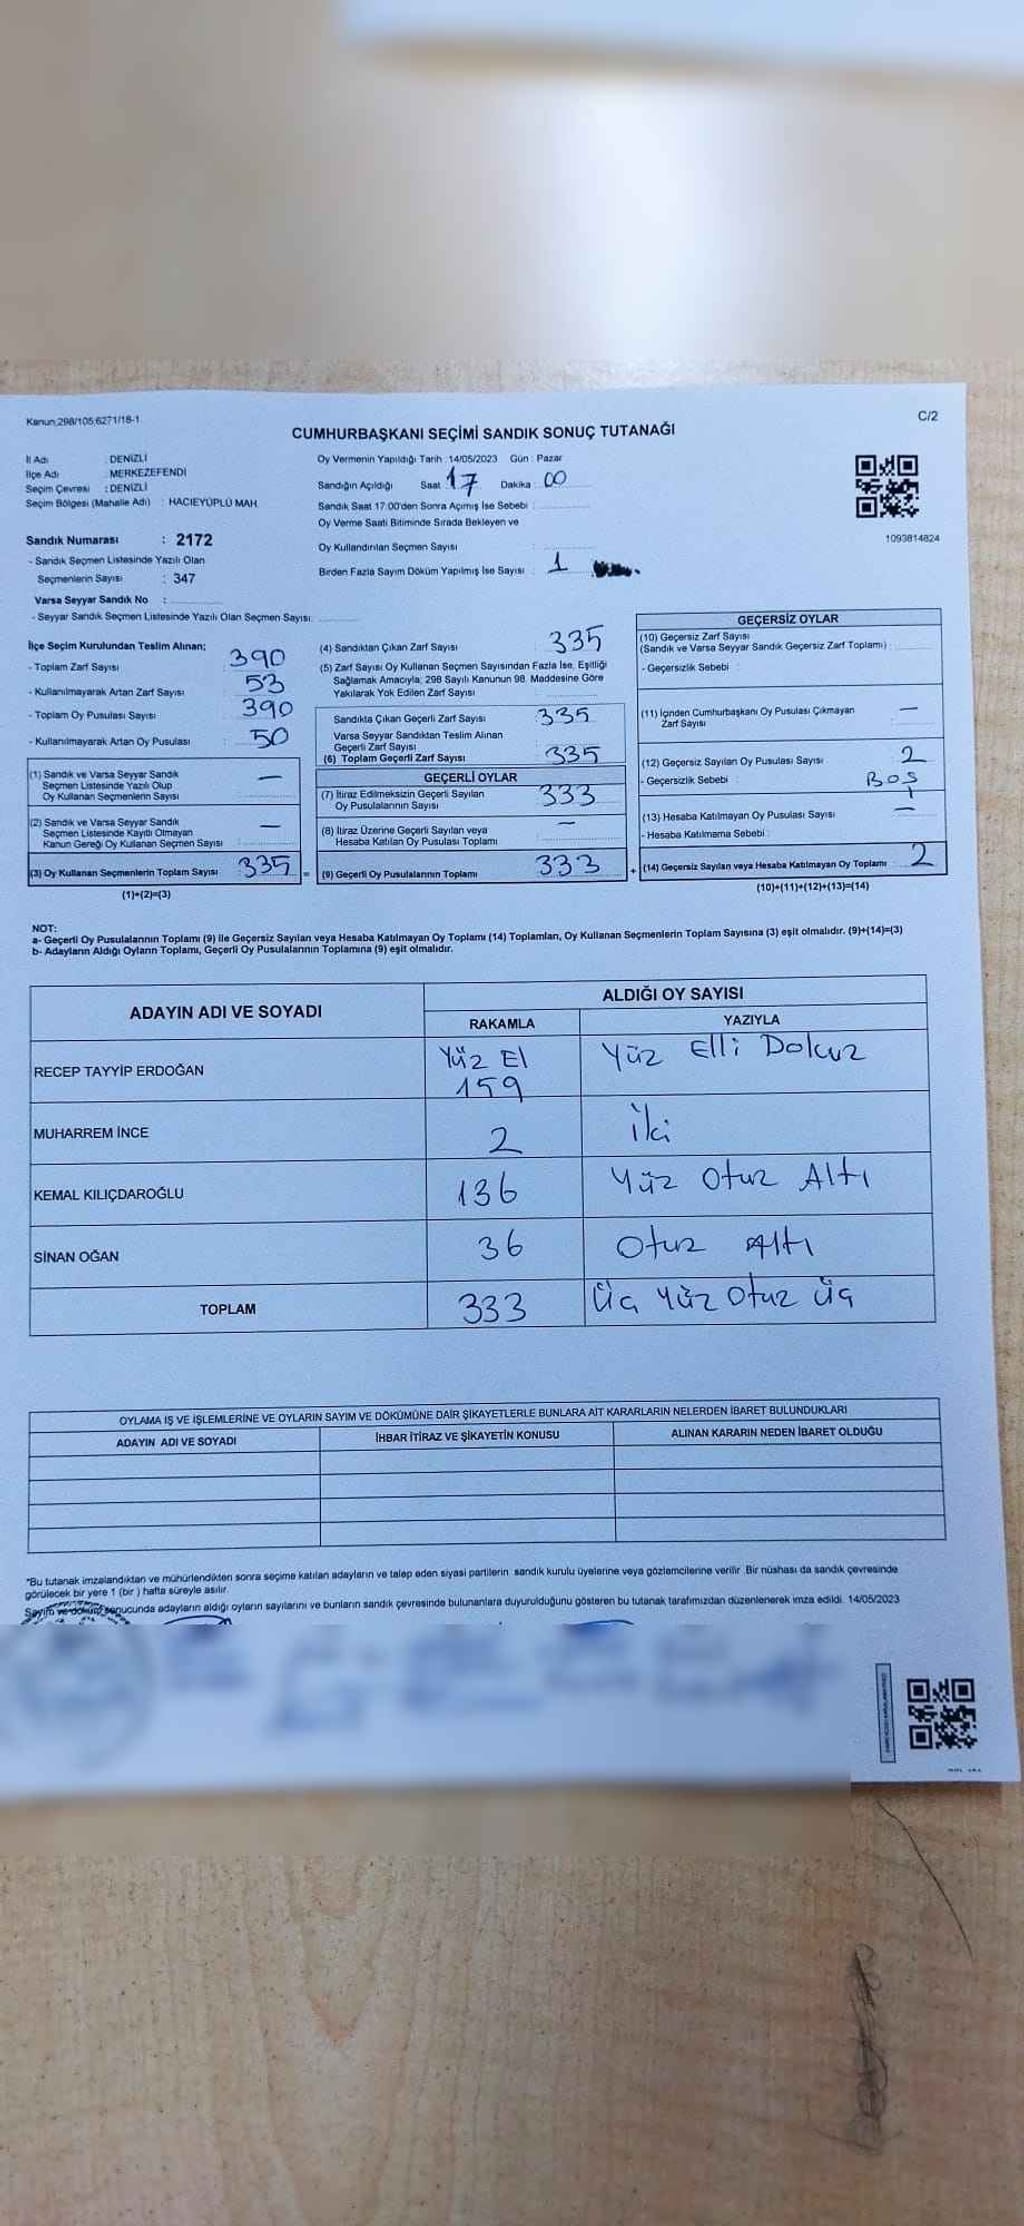 Kanun;298/105;6271/18-1
C/2
CUMHURBAŞKANI SEÇİMİ SANDIK SONUÇ TUTANAĞI
İl Adı : DENİZLİ
İlçe Adı : MERKEZEFENDİ
Seçim Çevresi : DENİZLİ
Seçim Bölgesi (Mahalle Adı) : HACIEYÜPLÜ MAH.
Sandık Numarası : 2172
- Sandık Seçmen Listesinde Yazılı Olan
Seçmenlerin Sayısı : 347
Varsa Seyyar Sandık No :
- Seyyar Sandık Seçmen Listesinde Yazılı Olan Seçmen Sayısı:
Oy Vermenin Yapıldığı Tarih : 14/05/2023 Gün : Pazar
Sandığın Açıldığı Saat : 17 Dakika : 00
Sandık Saat 17:00'den Sonra Açımış İse Sebebi :
Oy Verme Saati Bitiminde Sırada Bekleyen ve
Oy Kullandırılan Seçmen Sayısı :
Birden Fazla Sayım Döküm Yapılmış İse Sayısı : 1
1093814824
İlçe Seçim Kurulundan Teslim Alınan:
- Toplam Zarf Sayısı : 390
- Kullanılmayarak Artan Zarf Sayısı : 53
- Toplam Oy Pusulası Sayısı : 390
- Kullanılmayarak Artan Oy Pusulası : 50
(1) Sandık ve Varsa Seyyar Sandık
Seçmen Listesinde Yazılı Olup
Oy Kullanan Seçmenlerin Sayısı : —
(2) Sandık ve Varsa Seyyar Sandık
Seçmen Listesinde Kayıtlı Olmayan
Kanun Gereği Oy Kullanan Seçmen Sayısı : —
(3) Oy Kullanan Seçmenlerin Toplam Sayısı : 335
(1)+(2)=(3)
(4) Sandıktan Çıkan Zarf Sayısı : 335
(5) Zarf Sayısı Oy Kullanan Seçmen Sayısından Fazla İse, Eşitliği
Sağlamak Amacıyla; 298 Sayılı Kanunun 98. Maddesine Göre
Yakılarak Yok Edilen Zarf Sayısı :
Sandıkta Çıkan Geçerli Zarf Sayısı : 335
Varsa Seyyar Sandıktan Teslim Alınan
Geçerli Zarf Sayısı :
(6) Toplam Geçerli Zarf Sayısı : 335
GEÇERLİ OYLAR
(7) İtiraz Edilmeksizin Geçerli Sayılan
Oy Pusulalarının Sayısı : 333
(8) İtiraz Üzerine Geçerli Sayılan veya
Hesaba Katılan Oy Pusulası Toplamı : —
= (9) Geçerli Oy Pusulalarının Toplamı : 333
GEÇERSİZ OYLAR
(10) Geçersiz Zarf Sayısı
(Sandık ve Varsa Seyyar Sandık Geçersiz Zarf Toplamı) :
- Geçersizlik Sebebi :
(11) İçinden Cumhurbaşkanı Oy Pusulası Çıkmayan
Zarf Sayısı : —
(12) Geçersiz Sayılan Oy Pusulası Sayısı : 2
- Geçersizlik Sebebi : BOŞ
(13) Hesaba Katılmayan Oy Pusulası Sayısı : —
- Hesaba Katılmama Sebebi :
+ (14) Geçersiz Sayılan veya Hesaba Katılmayan Oy Toplamı : 2
(10)+(11)+(12)+(13)=(14)
NOT:
a- Geçerli Oy Pusulalarının Toplamı (9) ile Geçersiz Sayılan veya Hesaba Katılmayan Oy Toplamı (14) Toplamları, Oy Kullanan Seçmenlerin Toplam Sayısına (3) eşit olmalıdır. (9)+(14)=(3)
b- Adayların Aldığı Oyların Toplamı, Geçerli Oy Pusulalarının Toplamına (9) eşit olmalıdır.
ADAYIN ADI VE SOYADI
ALDIĞI OY SAYISI
RAKAMLA YAZIYLA
RECEP TAYYİP ERDOĞAN Yüz El 159 Yüz Elli Dokuz
MUHARREM İNCE 2 İki
KEMAL KILIÇDAROĞLU 136 Yüz Otuz Altı
SİNAN OĞAN 36 Otuz Altı
TOPLAM 333 Üç Yüz Otuz Üç
OYLAMA İŞ VE İŞLEMLERİNE VE OYLARIN SAYIM VE DÖKÜMÜNE DAİR ŞİKAYETLERLE BUNLARA AİT KARARLARIN NELERDEN İBARET BULUNDUKLARI
ADAYIN ADI VE SOYADI İHBAR İTİRAZ VE ŞİKAYETİN KONUSU ALINAN KARARIN NEDEN İBARET OLDUĞU
*Bu tutanak imzalandıktan ve mühürlendikten sonra seçime katılan adayların ve talep eden siyasi partilerin sandık kurulu üyelerine veya gözlemcilerine verilir. Bir nüshası da sandık çevresinde
görülecek bir yere 1 (bir) hafta süreyle asılır.
Sayım ve döküm sonucunda adayların aldığı oyların sayılarını ve bunların sandık çevresinde bulunanlara duyurulduğunu gösteren bu tutanak tarafımızdan düzenlenerek imza edildi. 14/05/2023